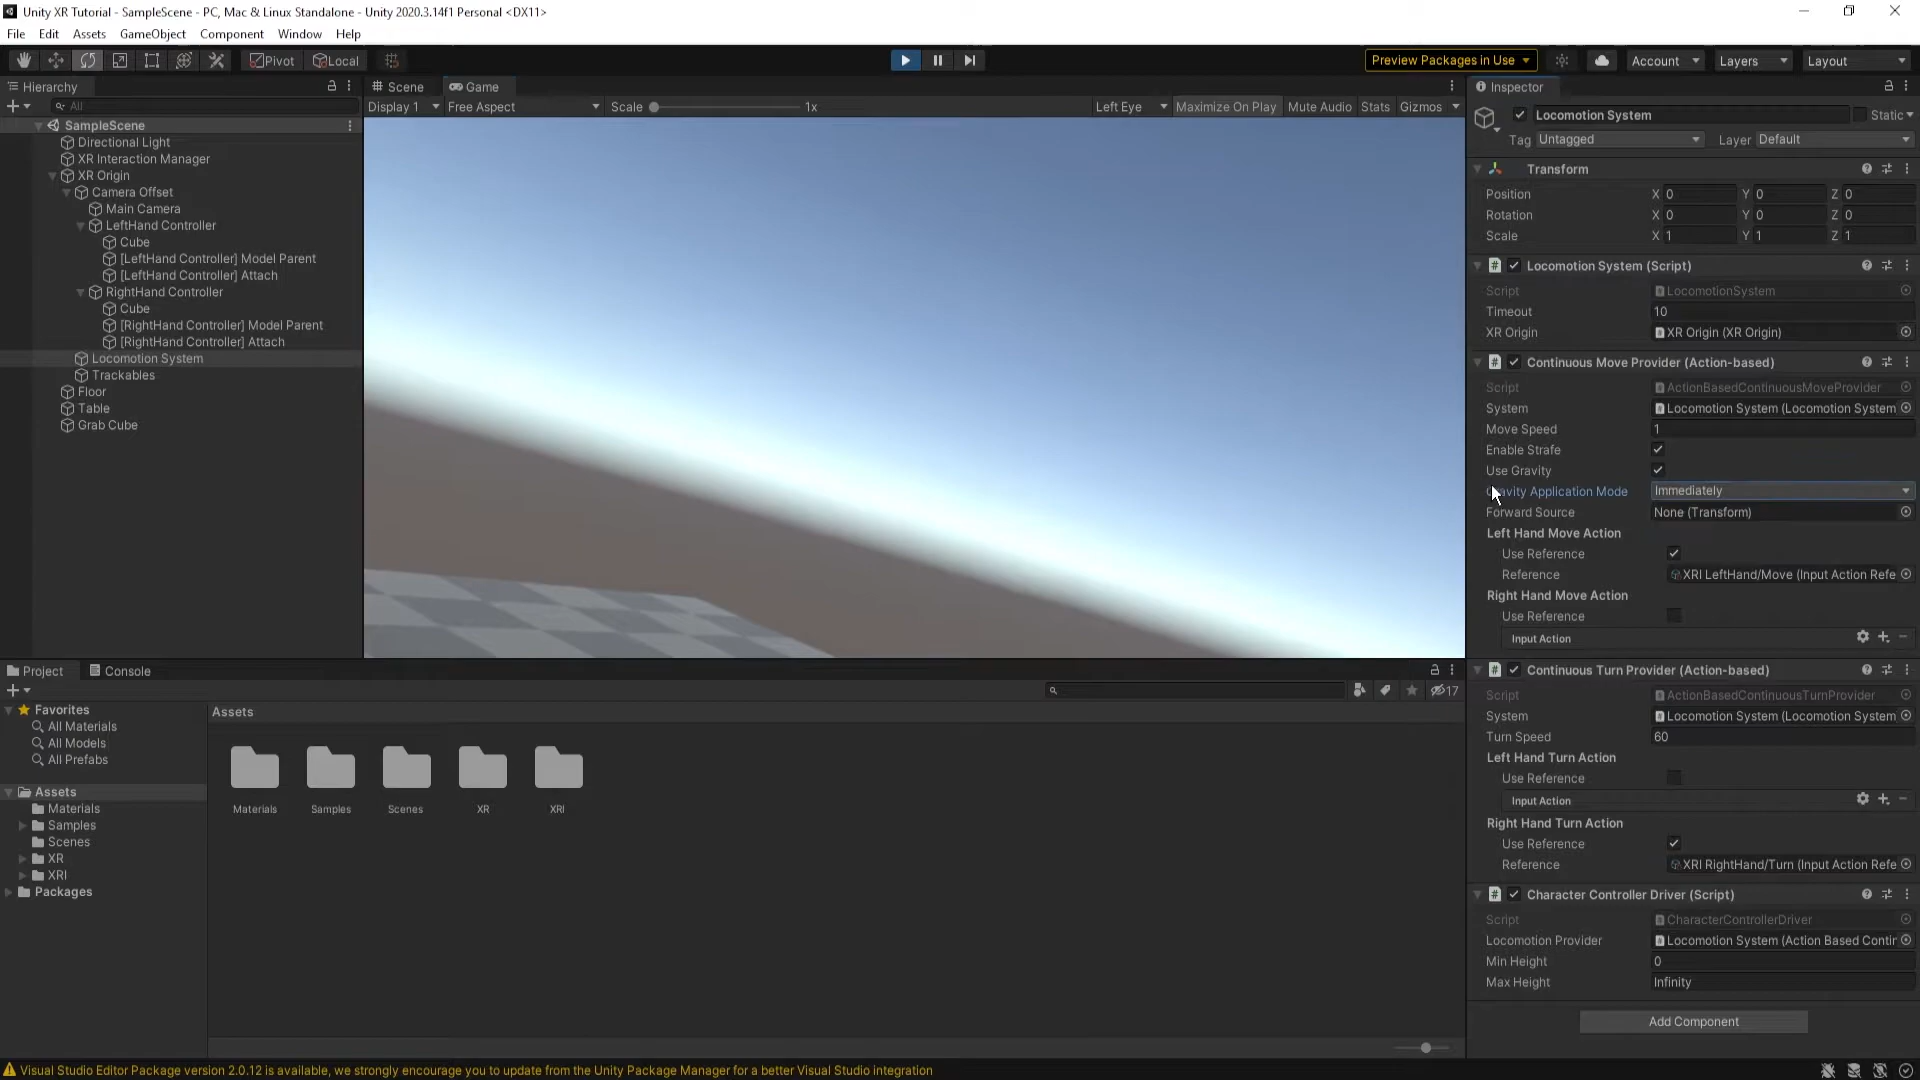 Unity XR Tutorial - SampleScene - PC, Mac & Linux Standalone - Unity 2020.3.14f1 Personal <DX11>
File Edit Assets GameObject Component Window Help
Pivot Local Preview Packages in Use Account Layers Layout
Hierarchy
All
SampleScene
Directional Light
XR Interaction Manager
XR Origin
Camera Offset
Main Camera
LeftHand Controller
Cube
[LeftHand Controller] Model Parent
[LeftHand Controller] Attach
RightHand Controller
Cube
[RightHand Controller] Model Parent
[RightHand Controller] Attach
Locomotion System
Trackables
Floor
Table
Grab Cube
Scene Game
Display 1 Free Aspect Scale 1x Left Eye Maximize On Play Mute Audio Stats Gizmos
Inspector
Locomotion System Static
Tag Untagged Layer Default
Transform
Position X 0 Y 0 Z 0
Rotation X 0 Y 0 Z 0
Scale X 1 Y 1 Z 1
Locomotion System (Script)
Script LocomotionSystem
Timeout 10
XR Origin XR Origin (XR Origin)
Continuous Move Provider (Action-based)
Script ActionBasedContinuousMoveProvider
System Locomotion System (Locomotion System
Move Speed 1
Enable Strafe
Use Gravity
Gravity Application Mode Immediately
Forward Source None (Transform)
Left Hand Move Action
Use Reference
Reference XRI LeftHand/Move (Input Action Refe
Right Hand Move Action
Use Reference
Input Action
Continuous Turn Provider (Action-based)
Script ActionBasedContinuousTurnProvider
System Locomotion System (Locomotion System
Turn Speed 60
Left Hand Turn Action
Use Reference
Input Action
Right Hand Turn Action
Use Reference
Reference XRI RightHand/Turn (Input Action Refe
Character Controller Driver (Script)
Script CharacterControllerDriver
Locomotion Provider Locomotion System (Action Based Contir
Min Height 0
Max Height Infinity
Add Component
Project Console
17
Favorites
All Materials
All Models
All Prefabs
Assets
Materials
Samples
Scenes
XR
XRI
Packages
Assets
Materials Samples Scenes XR XRI
Visual Studio Editor Package version 2.0.12 is available, we strongly encourage you to update from the Unity Package Manager for a better Visual Studio integration